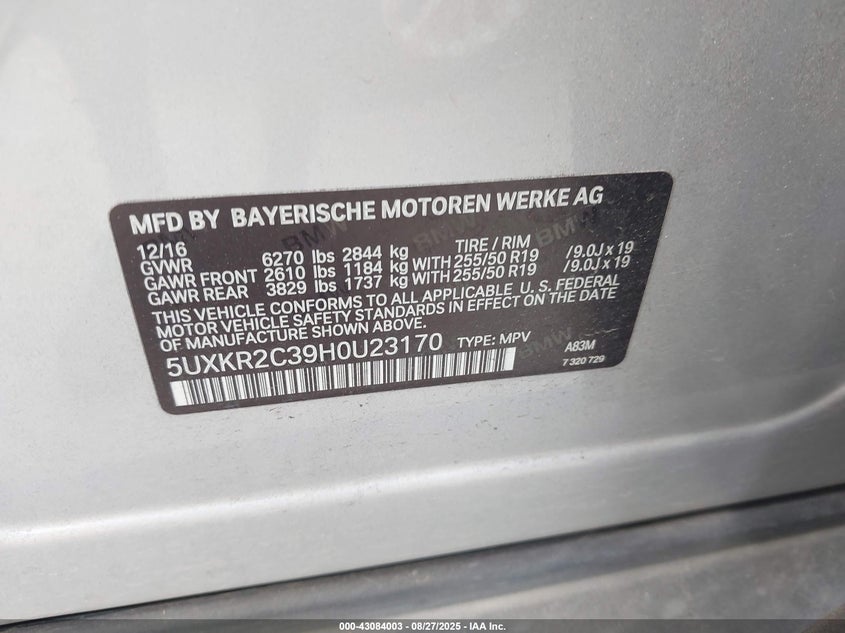 MFD BY BAYERISCHE MOTOREN WERKE AG
12/16 TIRE / RIM
GVWR 6270 lbs 2844 kg
GAWR FRONT 2610 lbs 1184 kg WITH 255/50 R19 /9.0J x 19
GAWR REAR 3829 lbs 1737 kg WITH 255/50 R19 /9.0J x 19
THIS VEHICLE CONFORMS TO ALL APPLICABLE U. S. FEDERAL
MOTOR VEHICLE SAFETY STANDARDS IN EFFECT ON THE DATE
OF MANUFACTURE SHOWN ABOVE.
5UXKR2C39H0U23170 TYPE: MPV A83M
7 320 729
000-43084003 | 08/27/2025 - IAA Inc.